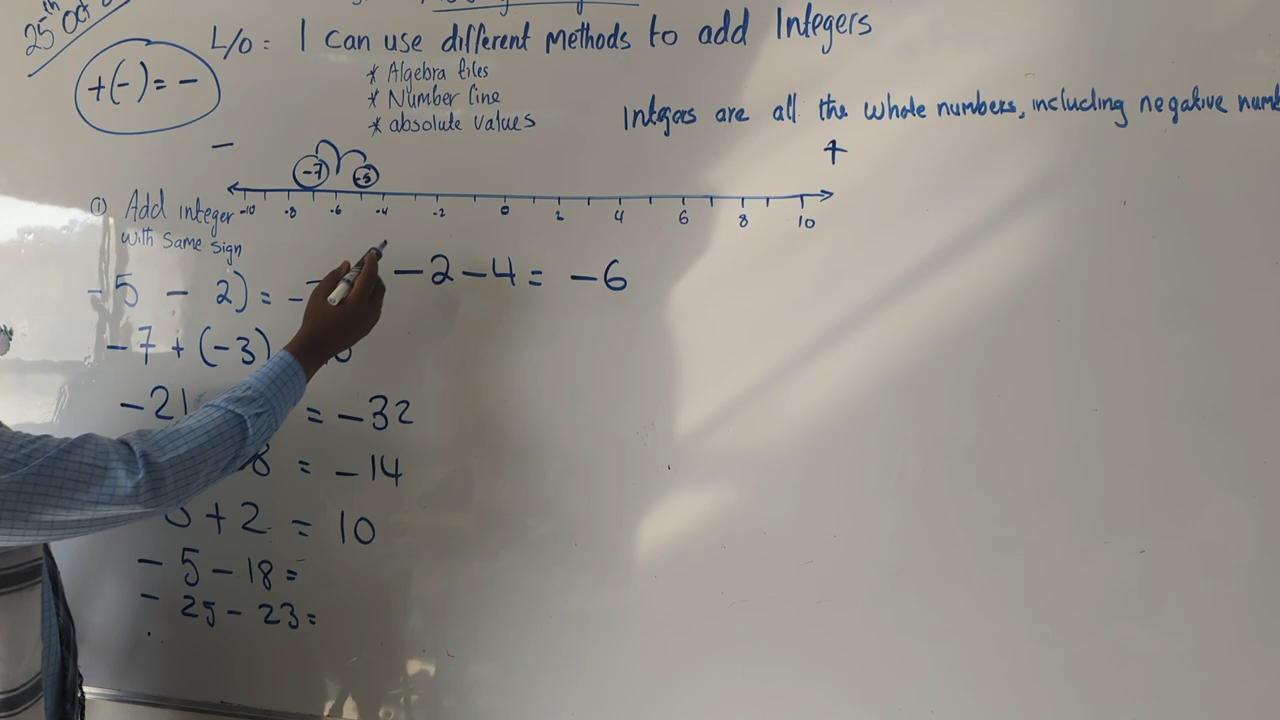 25th Oct
L/O = I can use different methods to add Integers
+(-) = -
* Algebra tiles
* Number line
* absolute values
Integers are all the whole numbers, including negative num
- +
-7 -5
-10 -8 -6 -4 -2 0 2 4 6 8 10
① Add integer
with same sign
-5 - 2) = -7
-2-4 = -6
-7 + (-3)
-21 = -32
8 = -14
+ 2 = 10
- 5 - 18 =
- 25 - 23 =